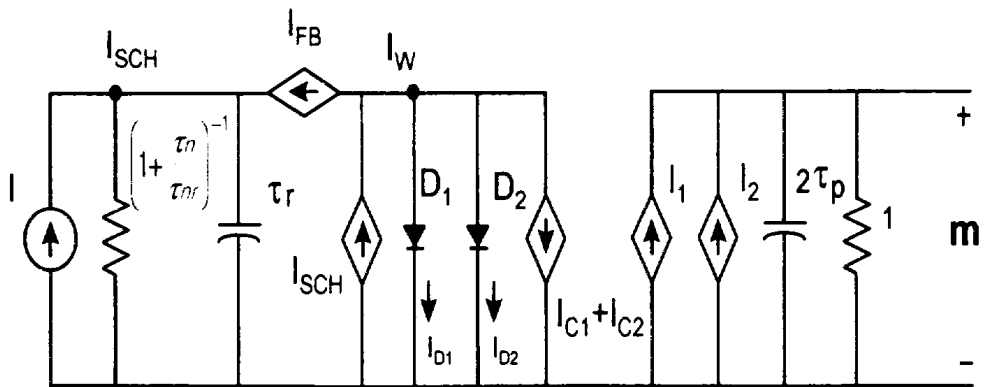 I_FB
I_SCH
I_W
(1+ τn/τnr)^-1
I
τr
I_SCH
D1
D2
I_D1
I_D2
I_C1+I_C2
I1
I2
2τp
1
+
m
-